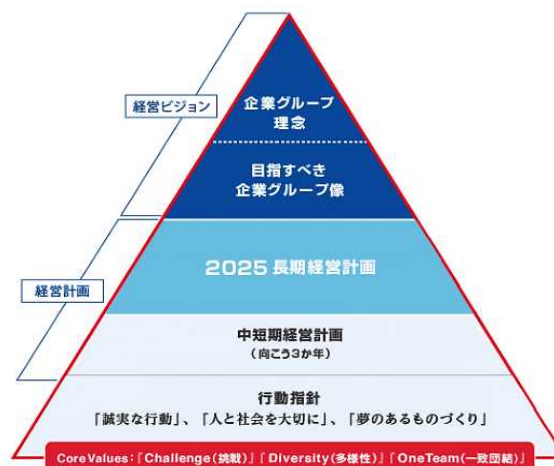 経営ビジョン
企業グループ
理念
目指すべき
企業グループ像
経営計画
2025 長期経営計画
中短期経営計画
(向こう3か年)
行動指針
「誠実な行動」、「人と社会を大切に」、「夢のあるものづくり」
Core Values:『Challenge(挑戦)』『Diversity(多様性)』『OneTeam(一致団結)』